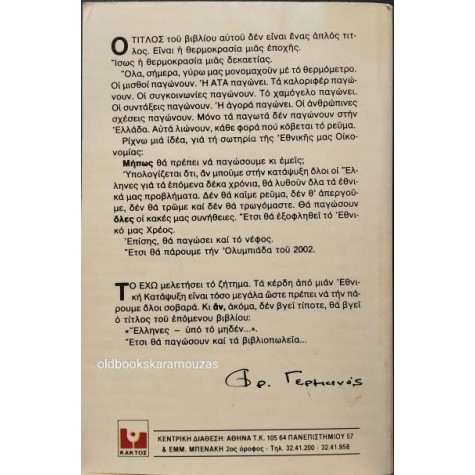 Ο ΤΙΤΛΟΣ τοῦ βιβλίου αὐτοῦ δέν εἶναι ἕνας ἁπλός τίτ-
λος. Εἶναι ἡ θερμοκρασία μιᾶς ἐποχῆς.
Ἴσως ἡ θερμοκρασία μιᾶς δεκαετίας.
Ὅλα, σήμερα, γύρω μας μονομαχοῦν μέ τό θερμόμετρο.
Οἱ μισθοί παγώνουν. Ἡ ΑΤΑ παγώνει. Τά καλοριφέρ παγώ-
νουν. Οἱ συγκοινωνίες παγώνουν. Τό χαμόγελο παγώνει.
Οἱ συντάξεις παγώνουν. Ἡ ἀγορά παγώνει. Οἱ ἀνθρώπινες
σχέσεις παγώνουν. Μόνο τά παγωτά δέν παγώνουν στήν
Ἑλλάδα. Αὐτά λιώνουν, κάθε φορά πού κόβεται τό ρεῦμα.
Ρίχνω μιά ἰδέα, γιά τή σωτηρία τῆς Ἐθνικῆς μας Οἰκο-
νομίας:
Μήπως θά πρέπει νά παγώσουμε κι ἐμεῖς;
Ὑπολογίζεται ὅτι, ἄν μποῦμε στήν κατάψυξη ὅλοι οἱ Ἕλ-
ληνες γιά τά ἑπόμενα δέκα χρόνια, θά λυθοῦν ὅλα τά ἐθνι-
κά μας προβλήματα. Δέν θά καῖμε ρεῦμα, δέν θ' ἀπεργοῦ-
με, δέν θά τρῶμε καί δέν θά τρωγόμαστε. Θά παγώσουν
ὅλες οἱ κακές μας συνήθειες. Ἔτσι θά ἐξοφληθεῖ τό Ἐθνι-
κό μας Χρέος.
Ἐπίσης, θά παγώσει καί τό νέφος.
Ἔτσι θά πάρουμε τήν Ὀλυμπιάδα τοῦ 2002.
ΤΟ ΕΧΩ μελετήσει τό ζήτημα. Τά κέρδη ἀπό μιάν Ἐθνι-
κή Κατάψυξη εἶναι τόσο μεγάλα ὥστε πρέπει νά τήν πά-
ρουμε ὅλοι σοβαρά. Κι ἄν, ἀκόμα, δέν βγεῖ τίποτε, θά βγεῖ
ὁ τίτλος τοῦ ἑπόμενου βιβλίου:
«Ἕλληνες - ὑπό τό μηδέν...».
Ἔτσι θά παγώσουν καί τά βιβλιοπωλεῖα...
oldbookskaramouzas
Φρ. Γερμανός
ΚΑΚΤΟΣ
ΚΕΝΤΡΙΚΗ ΔΙΑΘΕΣΗ: ΑΘΗΝΑ Τ.Κ. 105 64 ΠΑΝΕΠΙΣΤΗΜΙΟΥ 57
& ΕΜΜ. ΜΠΕΝΑΚΗ 2ος όροφος - Τηλ. 32.41.200 - 32.41.958